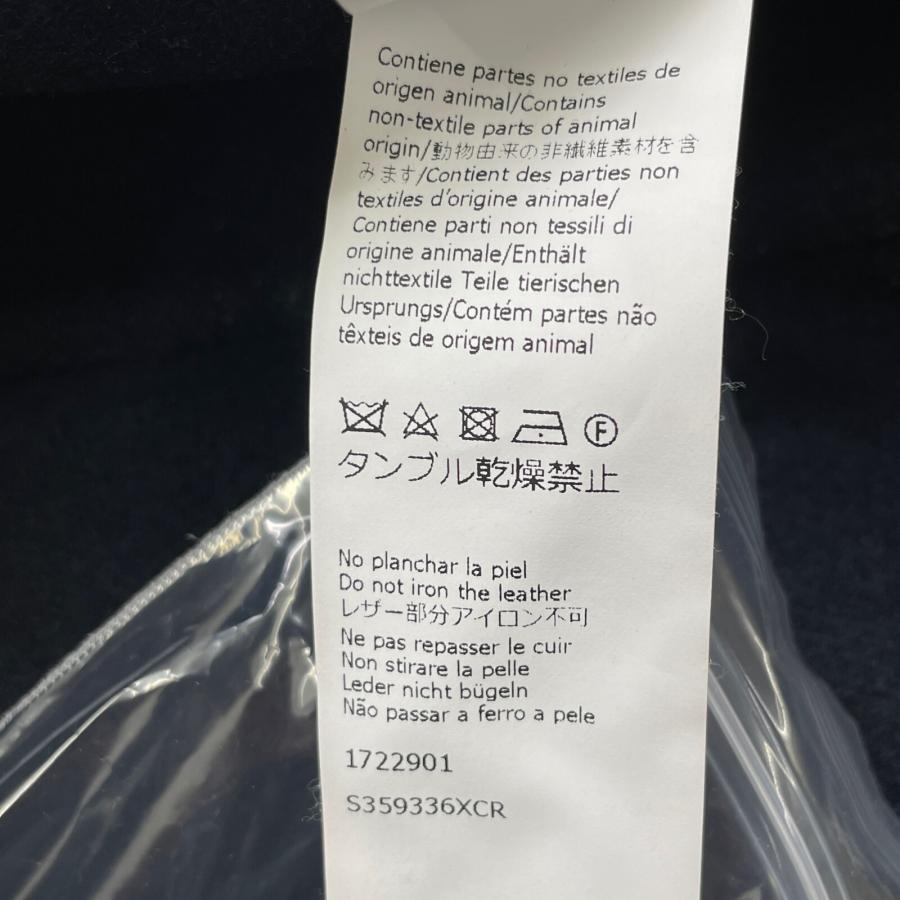 Contiene partes no textiles de
origen animal/Contains
non-textile parts of animal
origin/動物由来の非繊維素材を含
みます/Contient des parties non
textiles d'origine animale/
Contiene parti non tessili di
origine animale/Enthält
nichttextile Teile tierischen
Ursprungs/Contém partes não
têxteis de origem animal
F
タンブル乾燥禁止
No planchar la piel
Do not iron the leather
レザー部分アイロン不可
Ne pas repasser le cuir
Non stirare la pelle
Leder nicht bügeln
Não passar a ferro a pele
1722901
S359336XCR